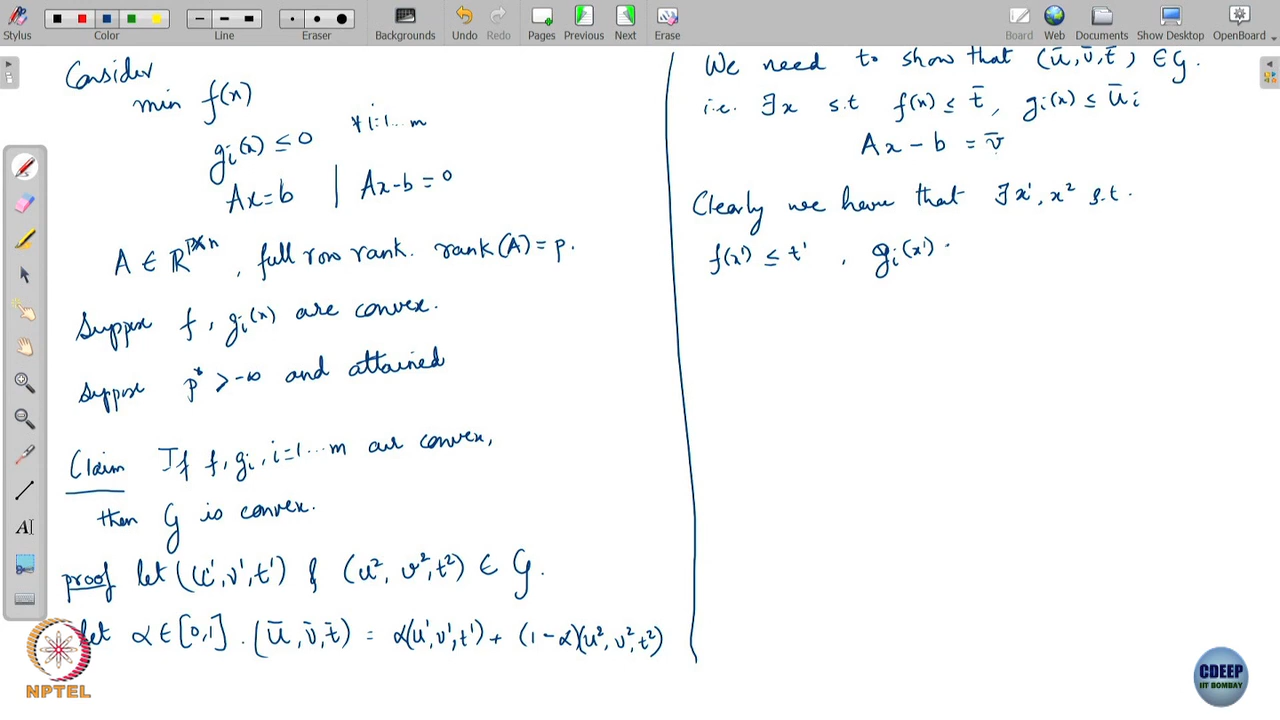 Stylus Color Line Eraser Backgrounds Undo Redo Pages Previous Next Erase Board Web Documents Show Desktop OpenBoard
Consider
min f(x)
gᵢ(x) ≤ 0 ∀ i=1...m
Ax=b | Ax-b=0
A ∈ ℝᵖˣⁿ, full row rank. rank(A) = p.
Suppose f, gᵢ(x) are convex.
Suppose p* > -∞ and attained
Claim If f, gᵢ, i=1...m are convex,
then G is convex.
proof let (u¹, v¹, t¹) & (u², v², t²) ∈ G.
let α ∈ [0,1]. (ū, v̄, t̄) = α(u¹, v¹, t¹) + (1-α)(u², v², t²)
We need to show that (ū, v̄, t̄) ∈ G.
i.e. ∃x s.t f(x) ≤ t̄, gᵢ(x) ≤ ūᵢ
Ax - b = v̄
Clearly we have that ∃x¹, x² s.t.
f(x¹) ≤ t¹, gᵢ(x¹)
NPTEL
CDEEP
IIT BOMBAY